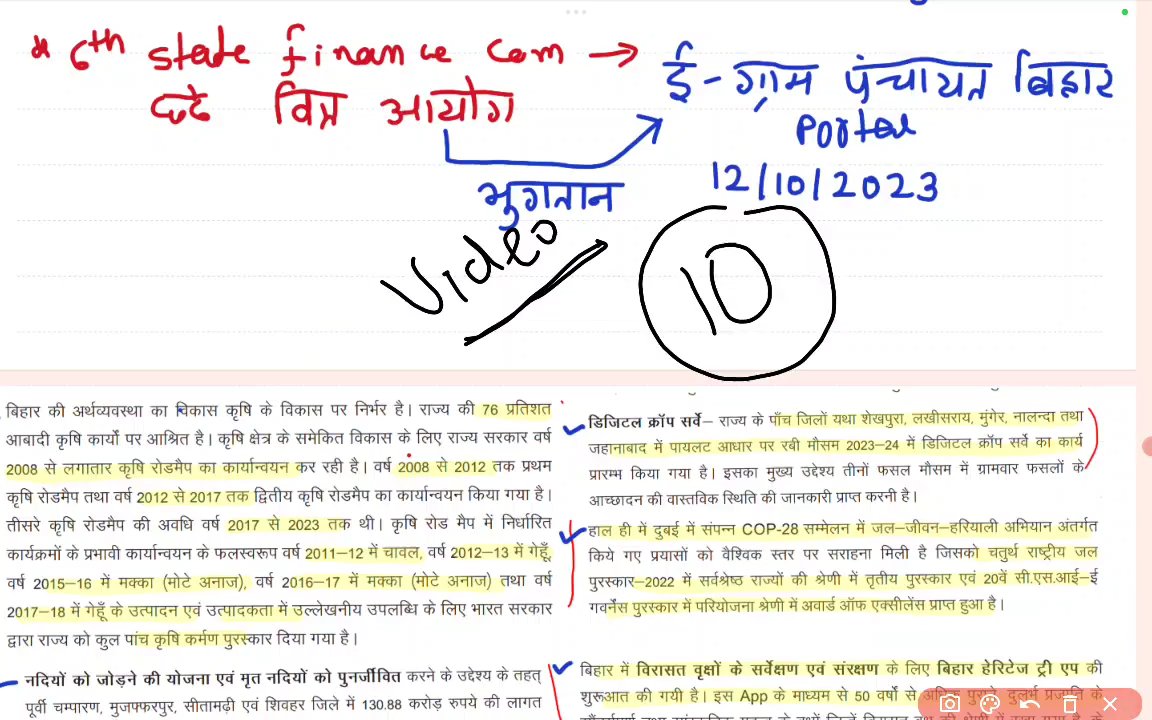 * 6th state finance com → ई-ग्राम पंचायत बिहार
छठे वित्त आयोग
Portal
भुगतान
12/10/2023
Video
10
बिहार की अर्थव्यवस्था का विकास कृषि के विकास पर निर्भर है। राज्य की 76 प्रतिशत
आबादी कृषि कार्यों पर आश्रित है। कृषि क्षेत्र के समेकित विकास के लिए राज्य सरकार वर्ष
2008 से लगातार कृषि रोडमैप का कार्यान्वयन कर रही है। वर्ष 2008 से 2012 तक प्रथम
कृषि रोडमैप तथा वर्ष 2012 से 2017 तक द्वितीय कृषि रोडमैप का कार्यान्वयन किया गया है।
तीसरे कृषि रोडमैप की अवधि वर्ष 2017 से 2023 तक थी। कृषि रोड मैप में निर्धारित
कार्यक्रमों के प्रभावी कार्यान्वयन के फलस्वरूप वर्ष 2011–12 में चावल, वर्ष 2012–13 में गेहूँ,
वर्ष 2015–16 में मक्का (मोटे अनाज), वर्ष 2016–17 में मक्का (मोटे अनाज) तथा वर्ष
2017–18 में गेहूँ के उत्पादन एवं उत्पादकता में उल्लेखनीय उपलब्धि के लिए भारत सरकार
द्वारा राज्य को कुल पांच कृषि कर्मण पुरस्कार दिया गया है।
नदियों को जोड़ने की योजना एवं मृत नदियों को पुनर्जीवित करने के उद्देश्य के तहत्
पूर्वी चम्पारण, मुजफ्फरपुर, सीतामढ़ी एवं शिवहर जिले में 130.88 करोड़ रुपये की लागत
डिजिटल क्रॉप सर्वे– राज्य के पाँच जिलों यथा शेखपुरा, लखीसराय, मुंगेर, नालन्दा तथा
जहानाबाद में पायलट आधार पर रबी मौसम 2023–24 में डिजिटल क्रॉप सर्वे का कार्य
प्रारम्भ किया गया है। इसका मुख्य उद्देश्य तीनों फसल मौसम में ग्रामवार फसलों के
आच्छादन की वास्तविक स्थिति की जानकारी प्राप्त करनी है।
हाल ही में दुबई में संपन्न COP-28 सम्मेलन में जल–जीवन–हरियाली अभियान अंतर्गत
किये गए प्रयासों को वैश्विक स्तर पर सराहना मिली है जिसको चतुर्थ राष्ट्रीय जल
पुरस्कार–2022 में सर्वश्रेष्ठ राज्यों की श्रेणी में तृतीय पुरस्कार एवं 20वें सी.एस.आई–ई
गवर्नेंस पुरस्कार में परियोजना श्रेणी में अवार्ड ऑफ एक्सीलेंस प्राप्त हुआ है।
बिहार में विरासत वृक्षों के सर्वेक्षण एवं संरक्षण के लिए बिहार हेरिटेज ट्री एप की
शुरूआत की गयी है। इस App के माध्यम से 50 वर्षों से